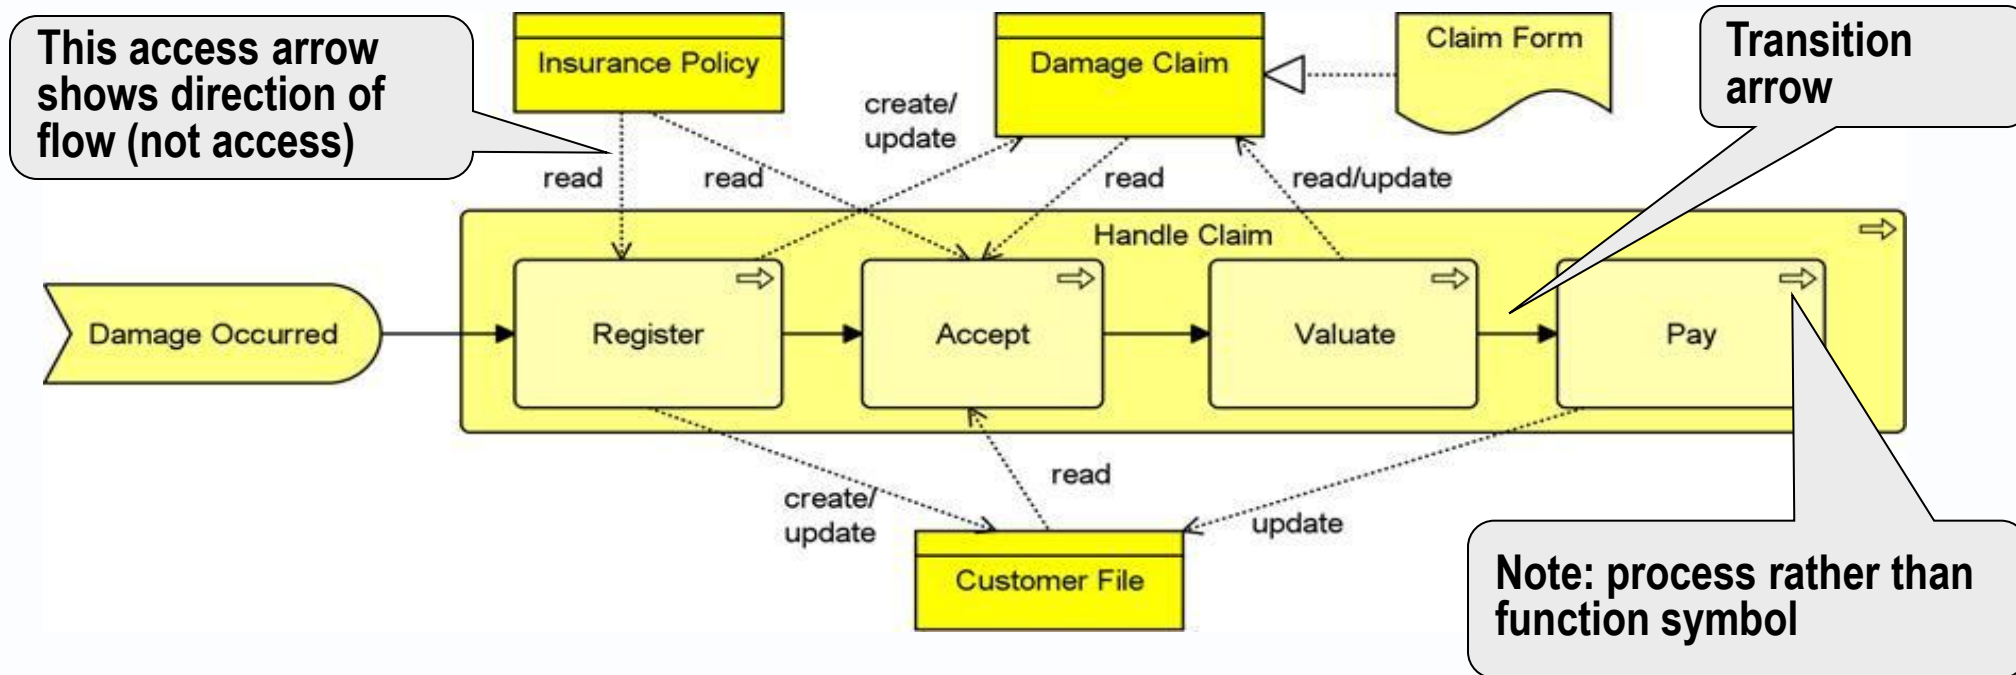 This access arrow
shows direction of
flow (not access)
Insurance Policy
Damage Claim
Claim Form
Transition
arrow
create/
update
read
read
read
read/update
Handle Claim
Damage Occurred
Register
Accept
Valuate
Pay
create/
update
read
update
Customer File
Note: process rather than
function symbol